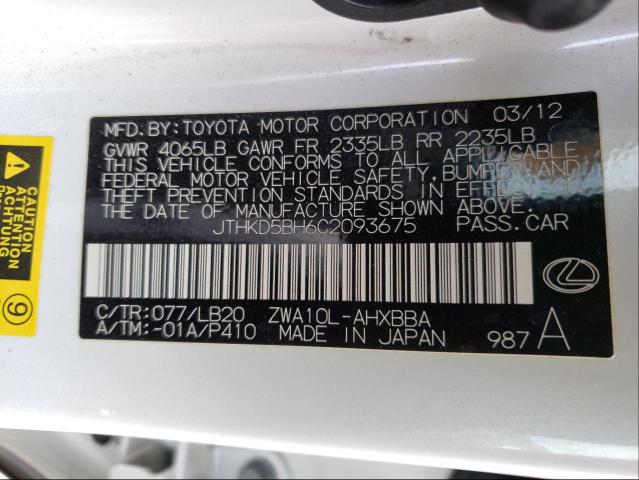 MFD. BY: TOYOTA MOTOR CORPORATION 03/12
GVWR 4065LB GAWR FR 2335LB RR 2235LB
THIS VEHICLE CONFORMS TO ALL APPLICABLE
FEDERAL MOTOR VEHICLE SAFETY, BUMPER, AND
THEFT PREVENTION STANDARDS IN EFFECT ON
THE DATE OF MANUFACTURE SHOWN ABOVE.
JTHKD5BH6C2093675 PASS. CAR
C/TR: 077/LB20 ZWA10L-AHXBBA
A/TM: -01A/P410 MADE IN JAPAN 987 A
CAUTION
ATTENTION
ACHTUNG
9